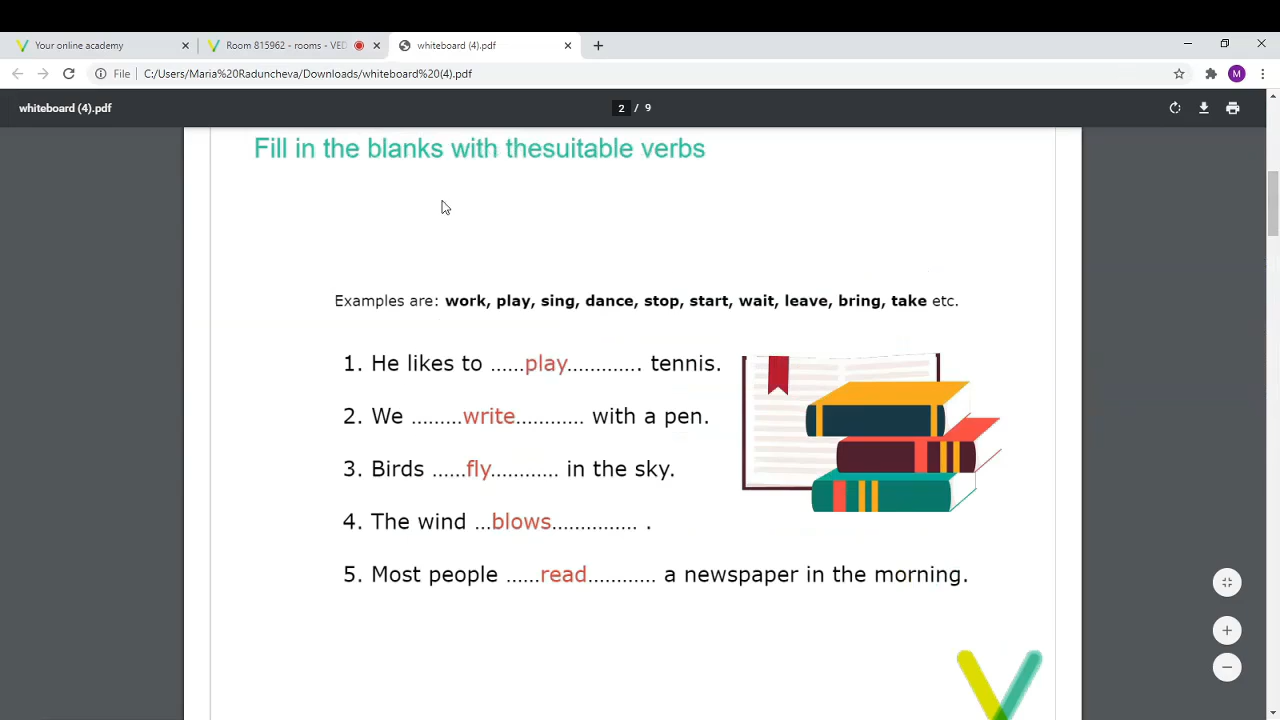 Your online academy
Room 815962 - rooms - VED
whiteboard (4).pdf
File C:/Users/Maria%20Raduncheva/Downloads/whiteboard%20(4).pdf
M
whiteboard (4).pdf
2 / 9
Fill in the blanks with thesuitable verbs
Examples are: work, play, sing, dance, stop, start, wait, leave, bring, take etc.
1. He likes to ......play............. tennis.
2. We .........write............ with a pen.
3. Birds ......fly............ in the sky.
4. The wind ...blows............... .
5. Most people ......read............ a newspaper in the morning.